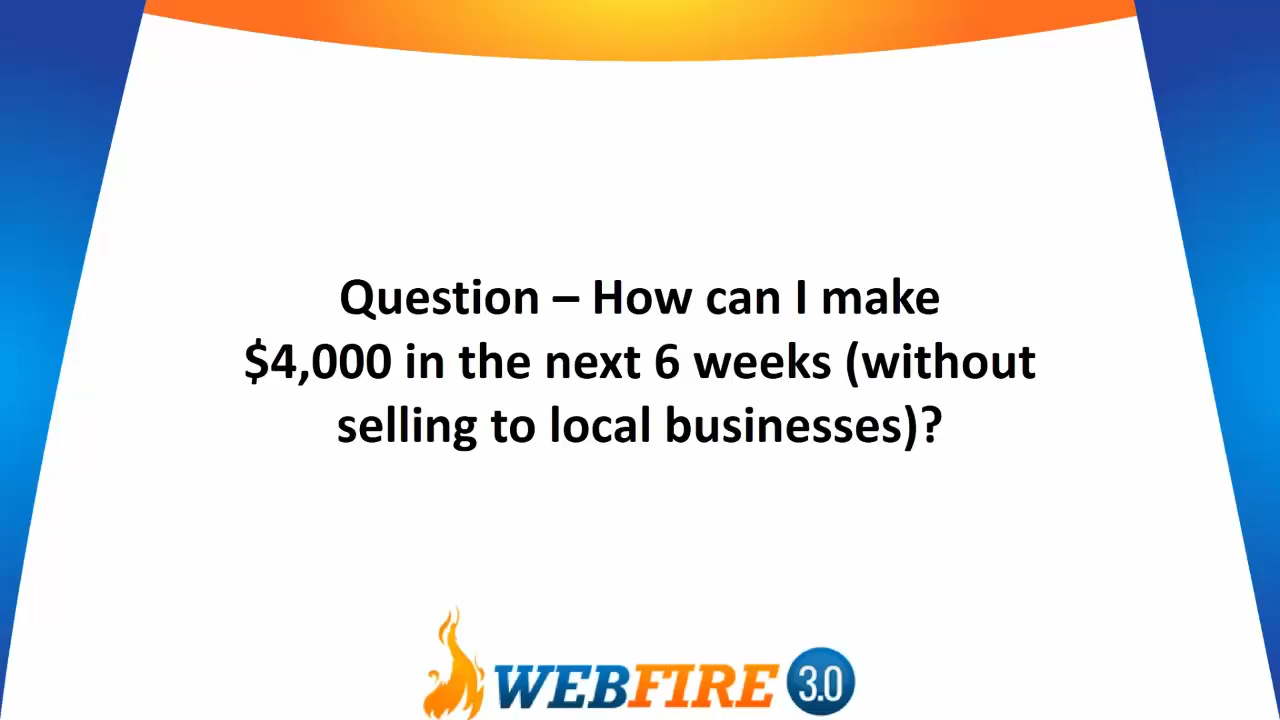 Question – How can I make
$4,000 in the next 6 weeks (without
selling to local businesses)?
WEBFIRE 3.0